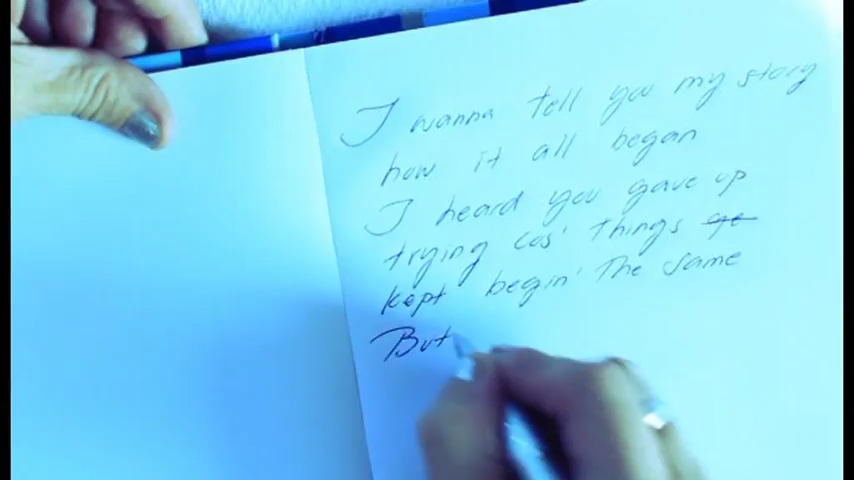 I wanna tell you my story
how it all began
I heard you gave up
trying cos' things
kept begin' the same
But